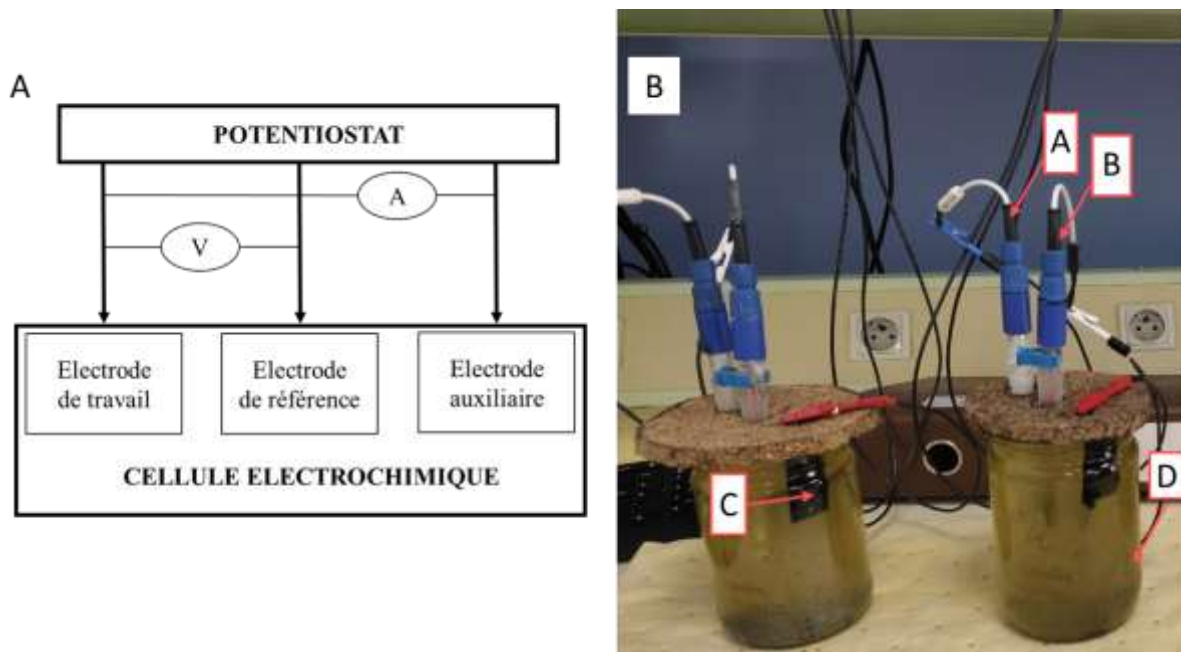 A
POTENTIOSTAT
A
V
Electrode
de travail
Electrode
de référence
Electrode
auxiliaire
CELLULE ELECTROCHIMIQUE
B
A
B
C
D